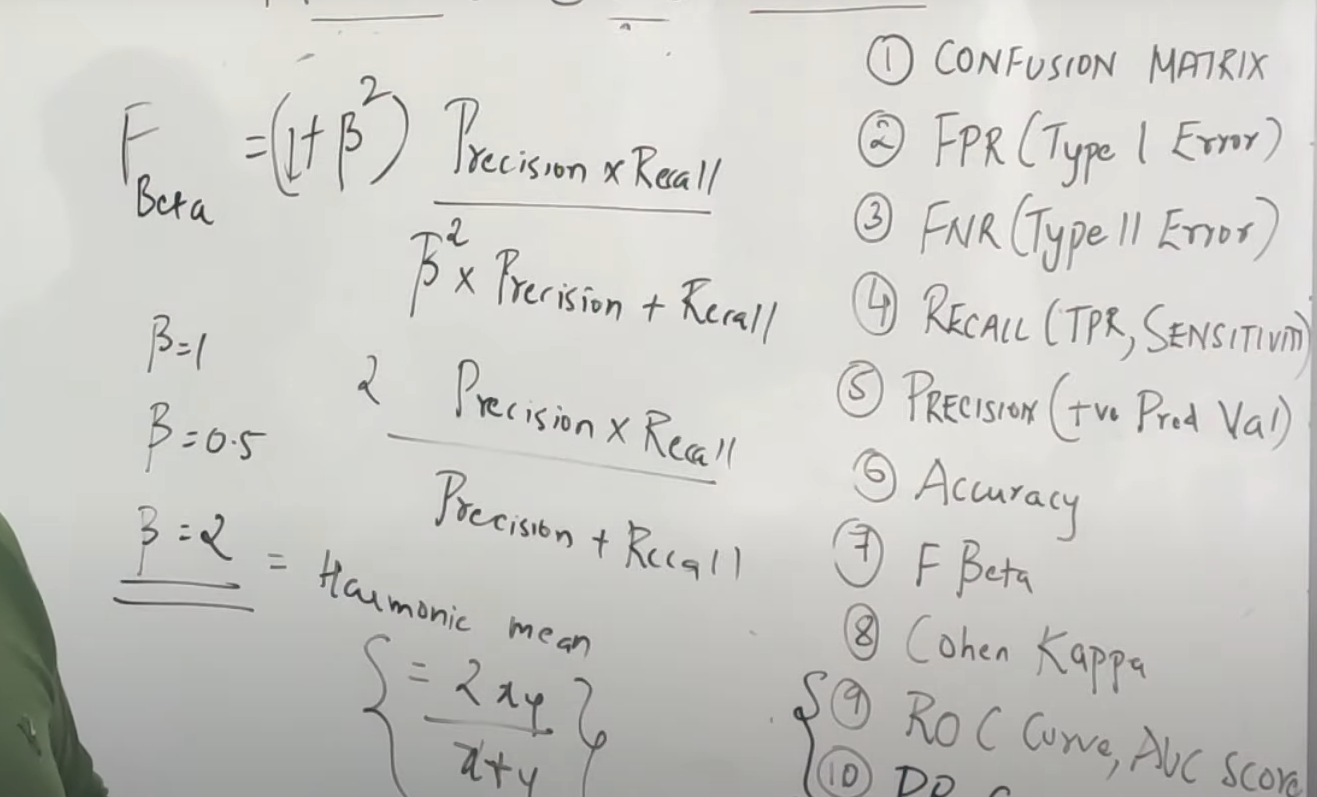 F Beta = (1 + β²) Precision x Recall
β² x Precision + Recall
β = 1
β = 0.5
β = 2
2 Precision x Recall
Precision + Recall
= Harmonic mean
{ = 2xy }
x+y
① CONFUSION MATRIX
② FPR (Type I Error)
③ FNR (Type II Error)
④ RECALL (TPR, SENSITIVITY)
⑤ PRECISION (+ve Pred Val)
⑥ Accuracy
⑦ F Beta
⑧ Cohen Kappa
{ ⑨ ROC Curve, AUC Score
⑩